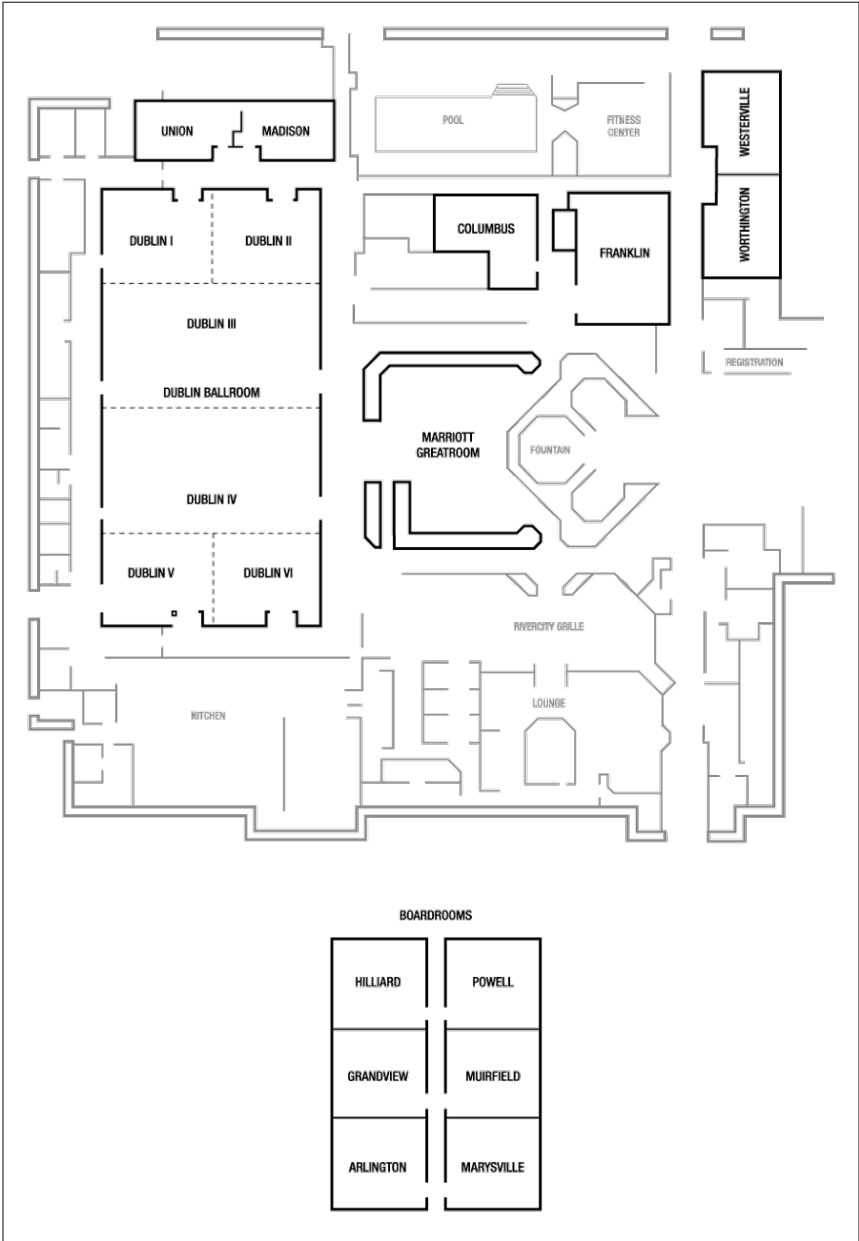 UNION
MADISON
POOL
FITNESS
CENTER
WESTERVILLE
WORTHINGTON
DUBLIN I
DUBLIN II
COLUMBUS
FRANKLIN
DUBLIN III
REGISTRATION
DUBLIN BALLROOM
MARRIOTT
GREATROOM
FOUNTAIN
DUBLIN IV
DUBLIN V
DUBLIN VI
RIVERCITY GRILLE
KITCHEN
LOUNGE
BOARDROOMS
HILLIARD
POWELL
GRANDVIEW
MUIRFIELD
ARLINGTON
MARYSVILLE